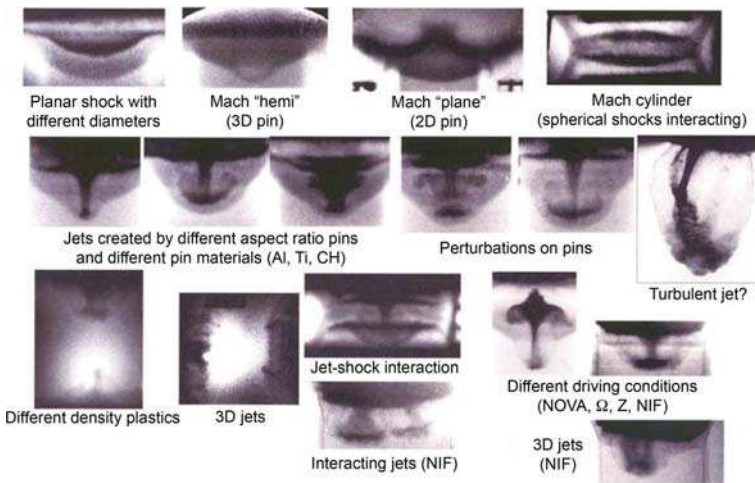 Planar shock with
different diameters
Mach "hemi"
(3D pin)
Mach "plane"
(2D pin)
Mach cylinder
(spherical shocks interacting)
Jets created by different aspect ratio pins
and different pin materials (Al, Ti, CH)
Perturbations on pins
Turbulent jet?
Different density plastics
3D jets
Jet-shock interaction
Interacting jets (NIF)
Different driving conditions
(NOVA, Ω, Z, NIF)
3D jets
(NIF)